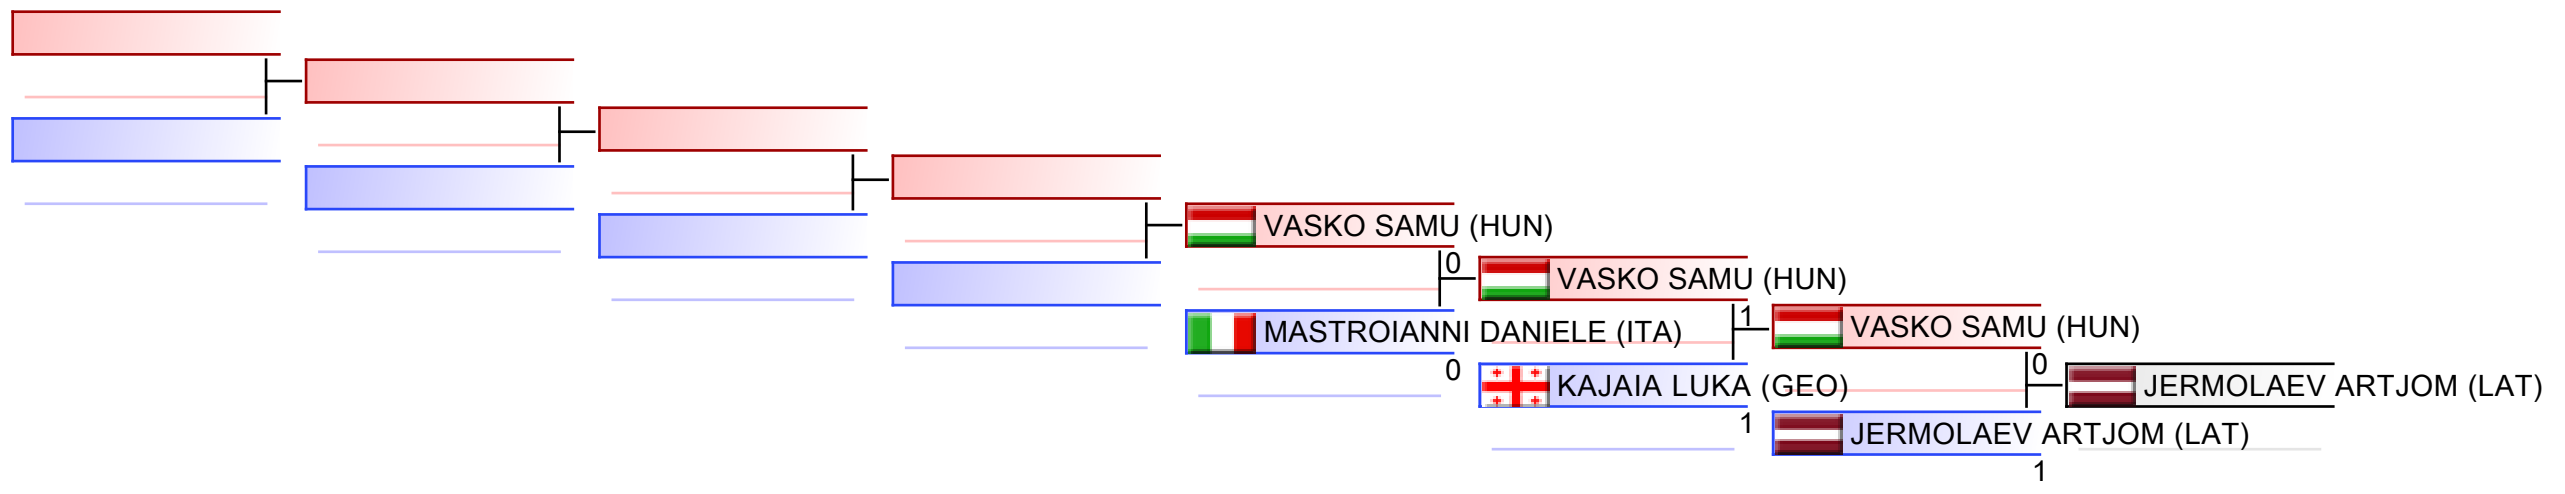 VASKO SAMU (HUN)
0
MASTROIANNI DANIELE (ITA)
0
VASKO SAMU (HUN)
1
KAJAIA LUKA (GEO)
1
VASKO SAMU (HUN)
0
JERMOLAEV ARTJOM (LAT)
1
JERMOLAEV ARTJOM (LAT)